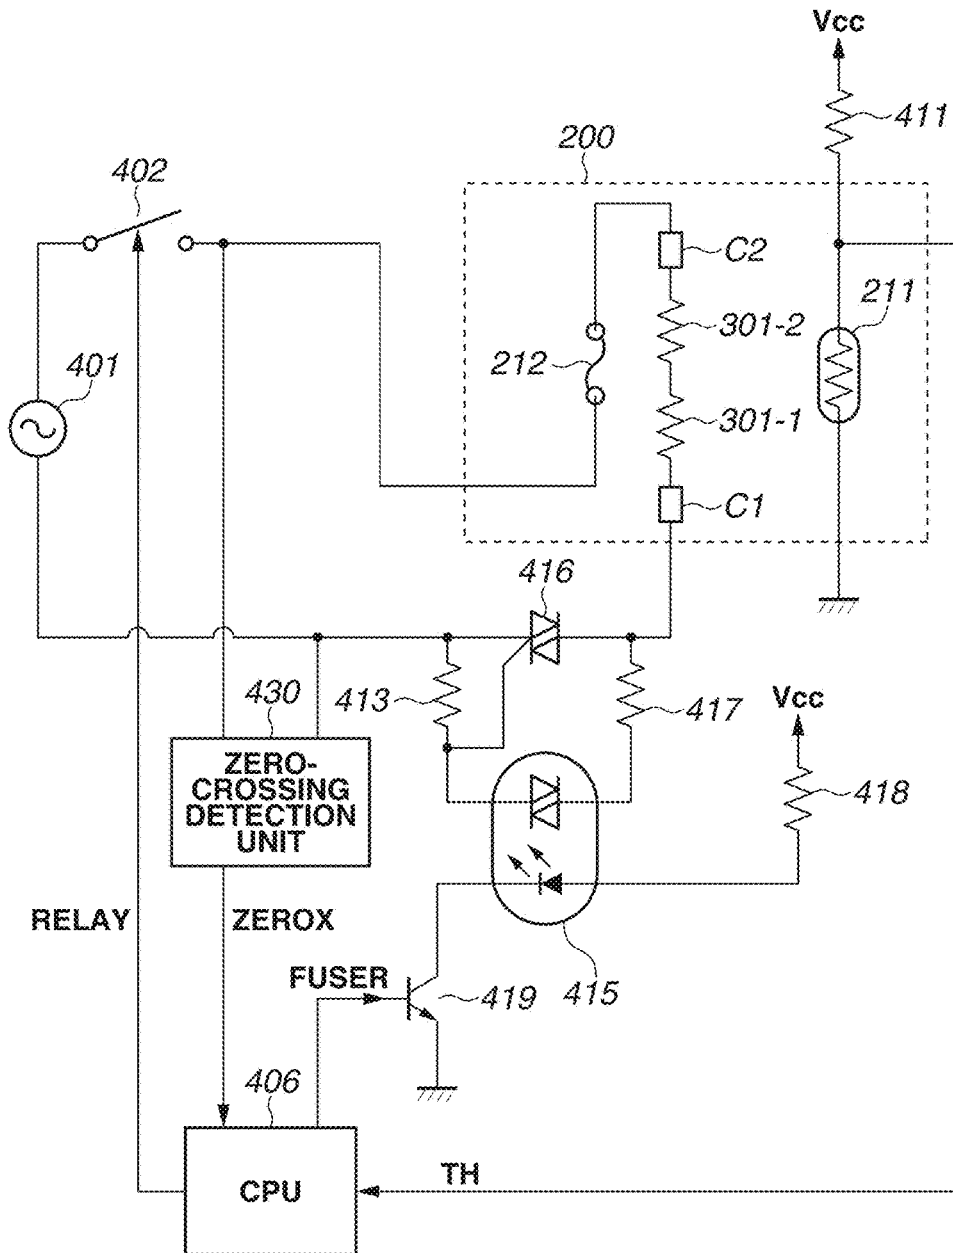 Vcc
411
200
402
C2
211
301-2
212
401
301-1
C1
416
430
413
417
Vcc
ZERO-
CROSSING
DETECTION
UNIT
418
RELAY
ZEROX
FUSER
419
415
406
CPU
TH